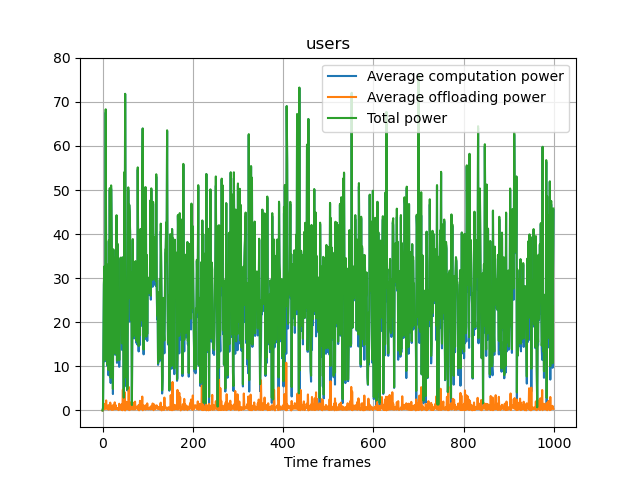 users
80
70
60
50
40
30
20
10
0
Average computation power
Average offloading power
Total power
0 200 400 600 800 1000
Time frames